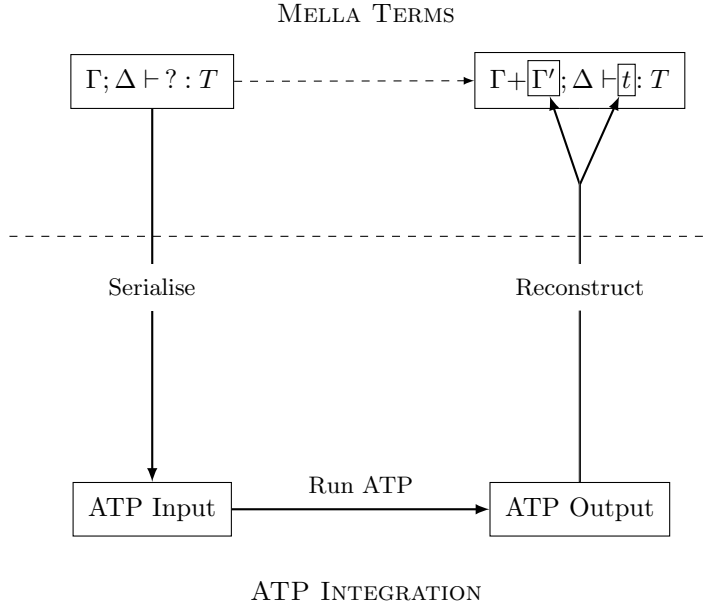 MELLA TERMS
Γ; Δ ⊢ ? : T
Γ+Γ′; Δ ⊢ t : T
Serialise
Reconstruct
Run ATP
ATP Input
ATP Output
ATP INTEGRATION